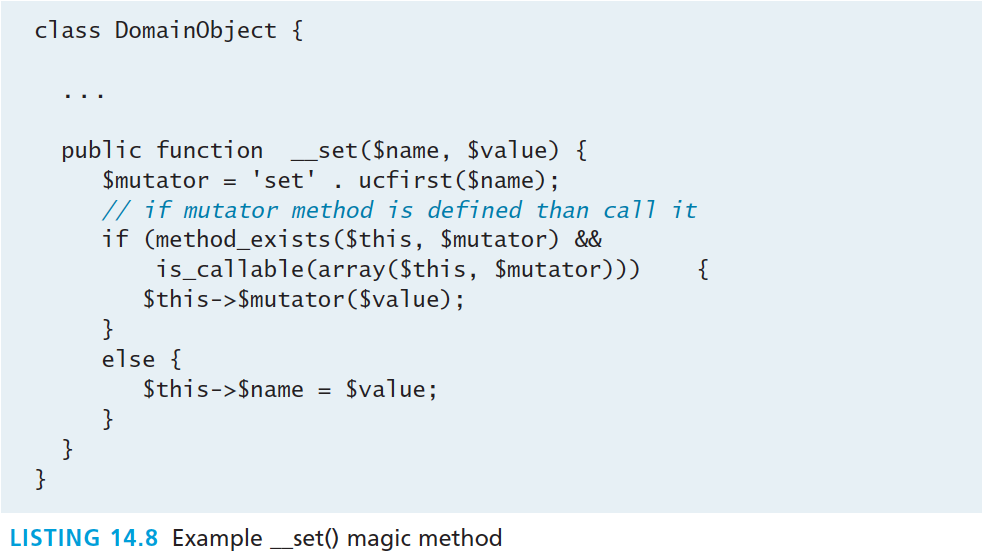 class DomainObject {
...
public function __set($name, $value) {
$mutator = 'set' . ucfirst($name);
// if mutator method is defined than call it
if (method_exists($this, $mutator) &&
is_callable(array($this, $mutator))) {
$this->$mutator($value);
}
else {
$this->$name = $value;
}
}
}
LISTING 14.8 Example __set() magic method